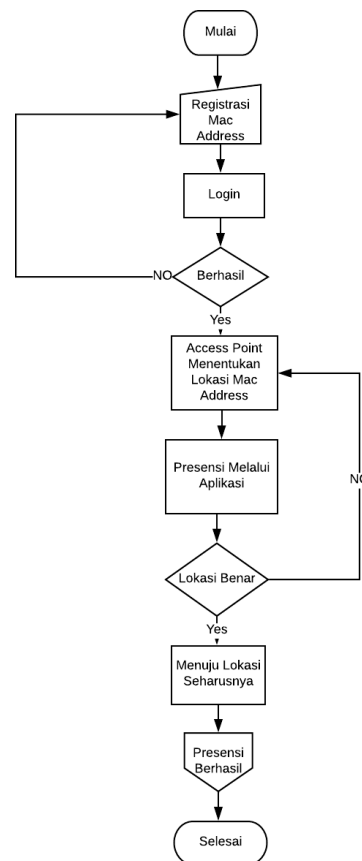 Mulai
Registrasi
Mac
Address
Login
NO
Berhasil
Yes
Access Point
Menentukan
Lokasi Mac
Address
Presensi Melalui
Aplikasi
NO
Lokasi Benar
Yes
Menuju Lokasi
Seharusnya
Presensi
Berhasil
Selesai